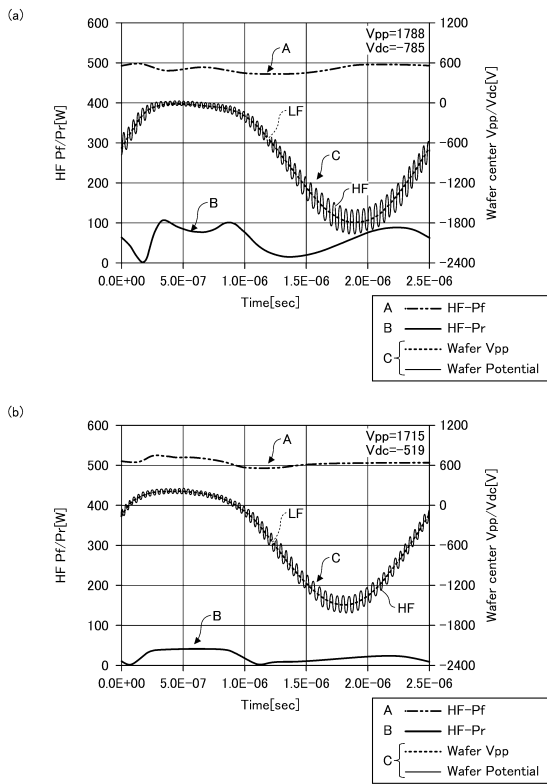 (a)
Vpp=1788
Vdc=-785
A
LF
C
HF
B
HF Pf/Pr[W]
600
500
400
300
200
100
0
Wafer center Vpp/Vdc[V]
1200
600
0
-600
-1200
-1800
-2400
0.0E+00 5.0E-07 1.0E-06 1.5E-06 2.0E-06 2.5E-06
Time[sec]
A HF-Pf
B HF-Pr
C Wafer Vpp
Wafer Potential
(b)
Vpp=1715
Vdc=-519
A
LF
C
HF
B
HF Pf/Pr[W]
600
500
400
300
200
100
0
Wafer center Vpp/Vdc[V]
1200
600
0
-600
-1200
-1800
-2400
0.0E+00 5.0E-07 1.0E-06 1.5E-06 2.0E-06 2.5E-06
Time[sec]
A HF-Pf
B HF-Pr
C Wafer Vpp
Wafer Potential